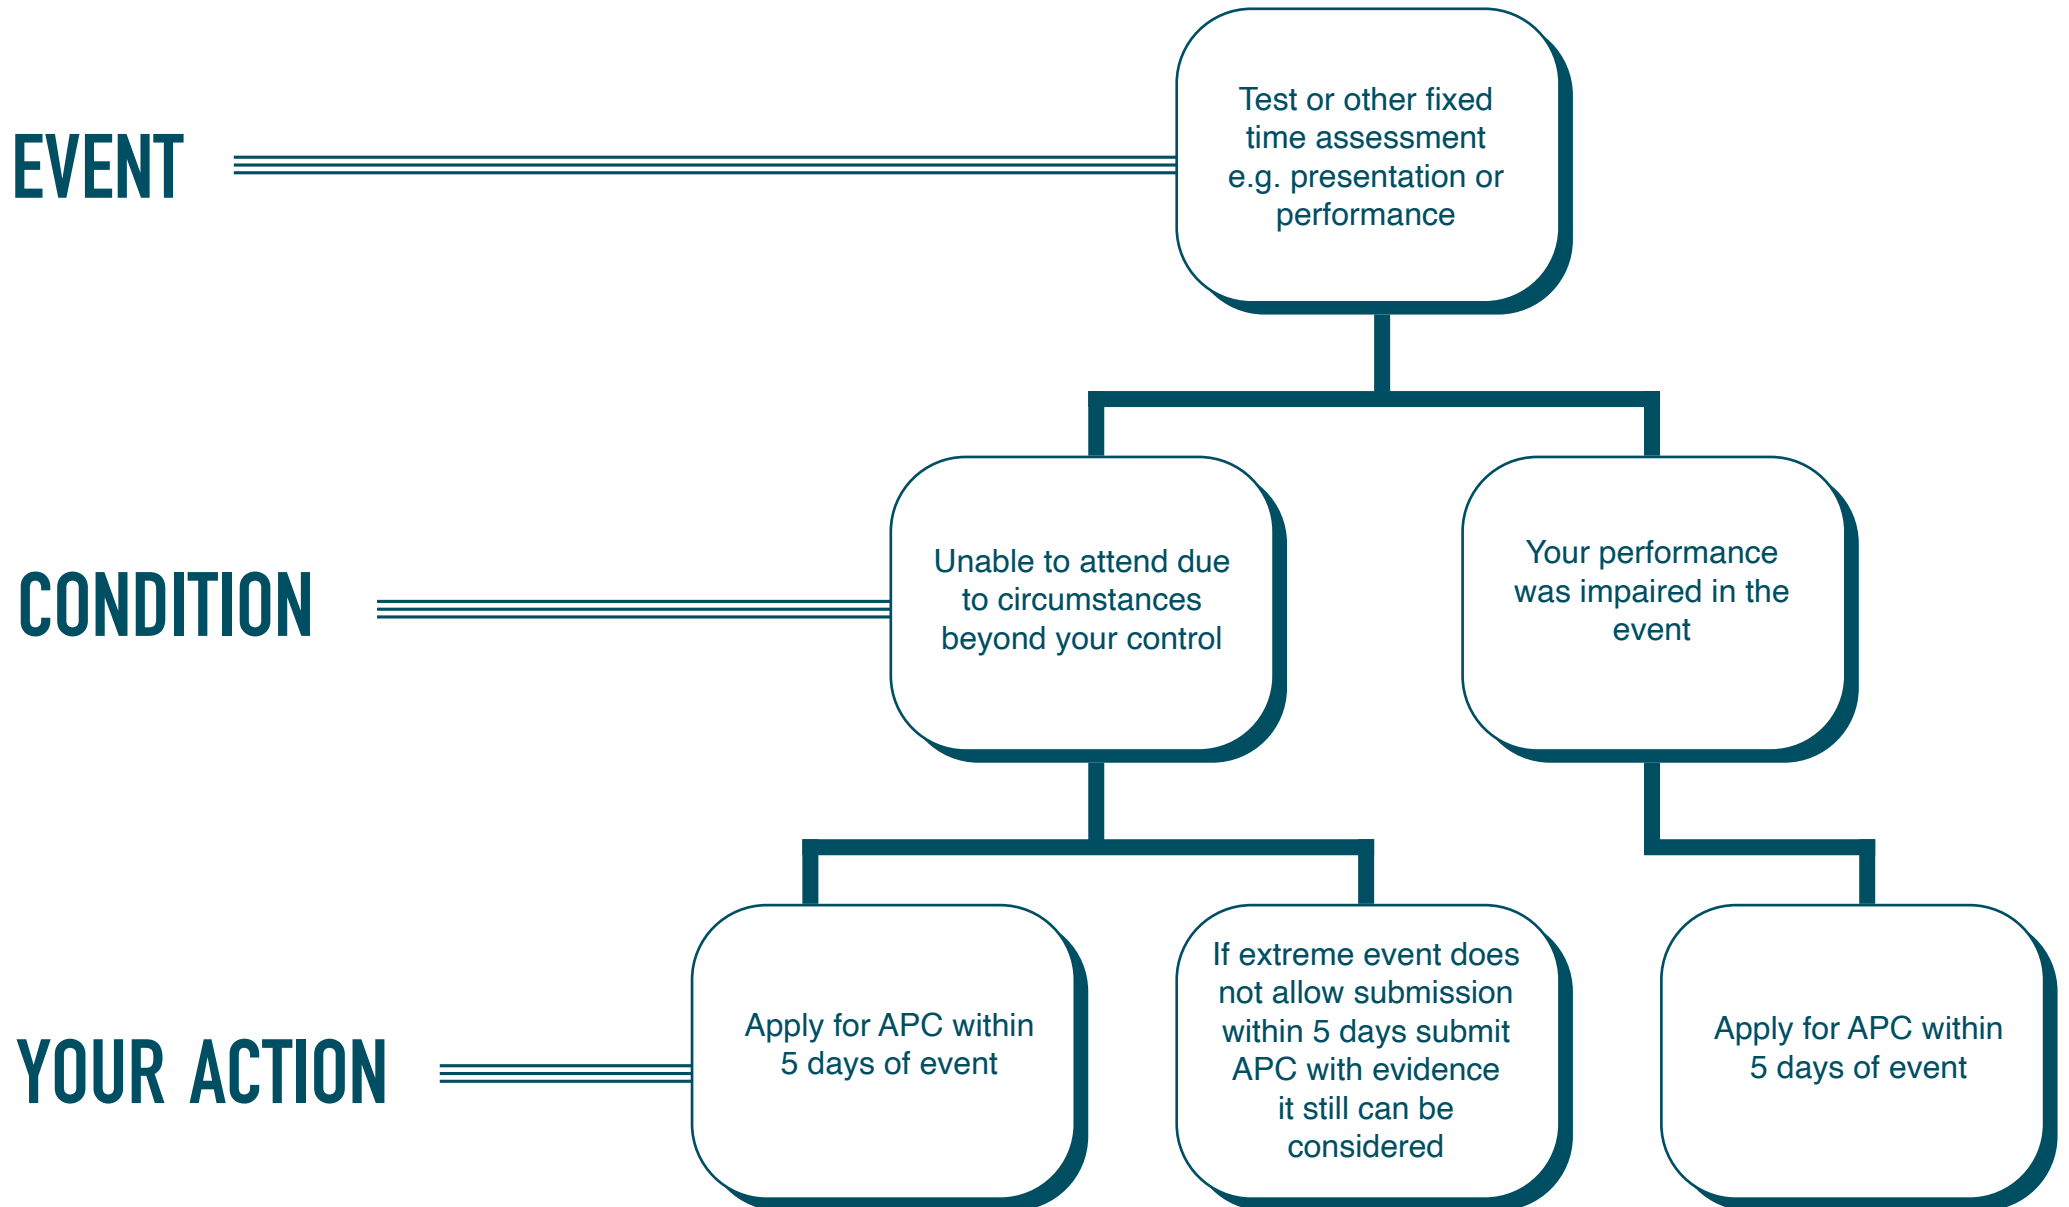 EVENT
Test or other fixed
time assessment
e.g. presentation or
performance
CONDITION
Unable to attend due
to circumstances
beyond your control
Your performance
was impaired in the
event
YOUR ACTION
Apply for APC within
5 days of event
If extreme event does
not allow submission
within 5 days submit
APC with evidence
it still can be
considered
Apply for APC within
5 days of event